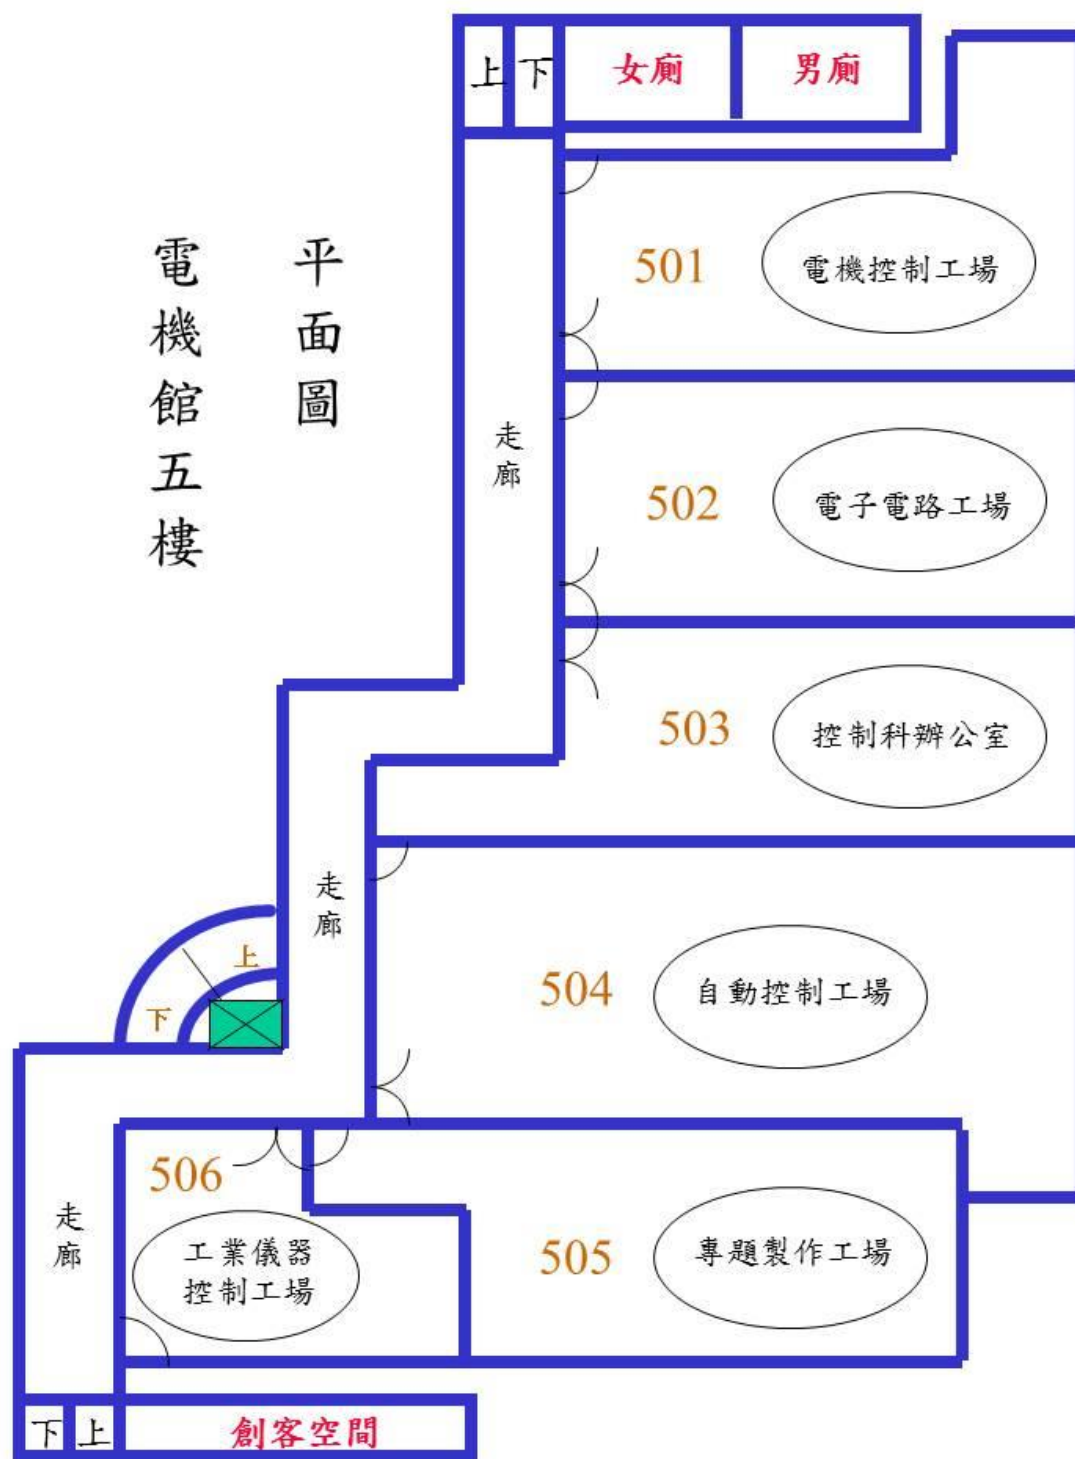 上
下
女廁
男廁
電機館五樓
平面圖
501
電機控制工場
走廊
502
電子電路工場
503
控制科辦公室
走廊
上
下
504
自動控制工場
506
走廊
工業儀器
控制工場
505
專題製作工場
下
上
創客空間